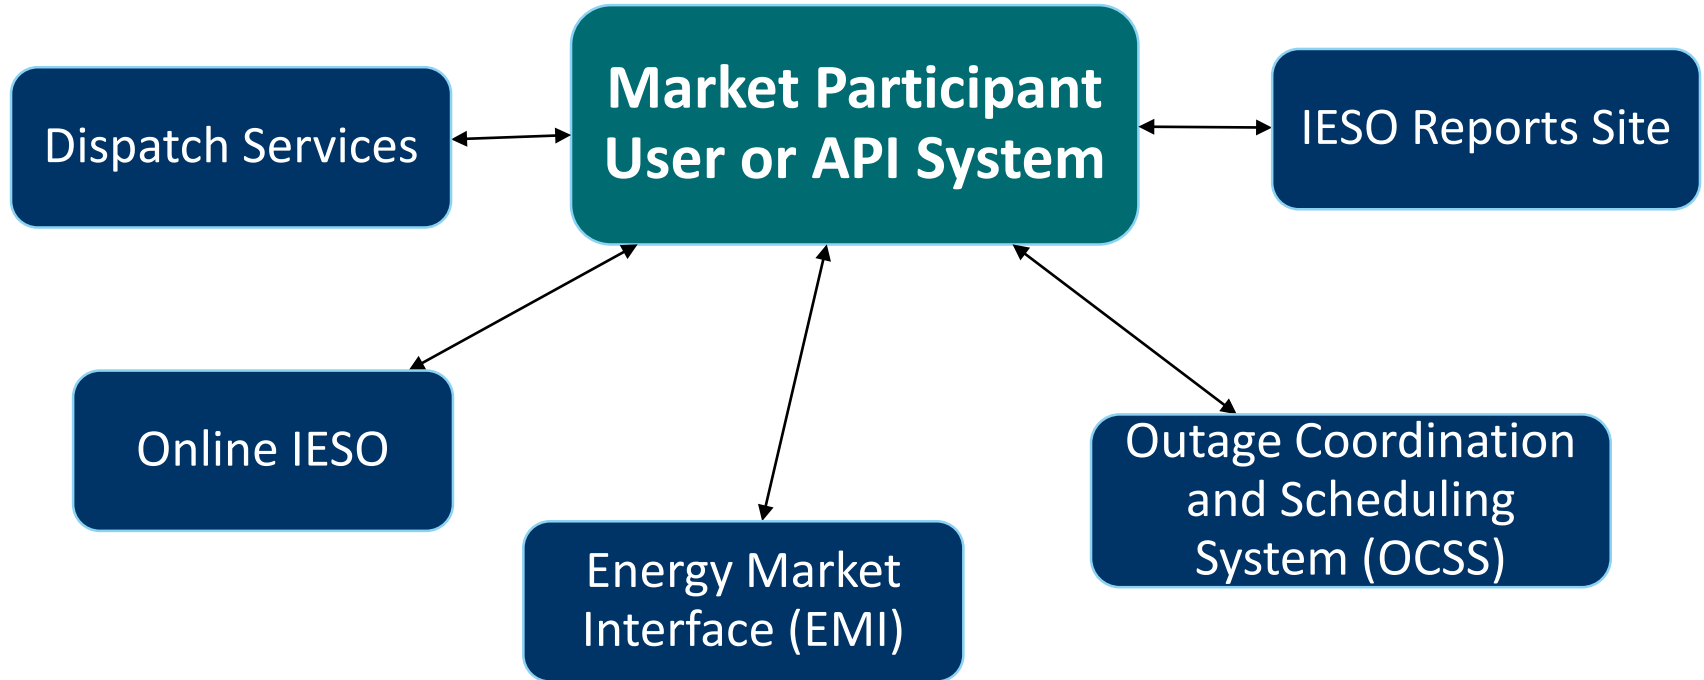 Market Participant
User or API System
Dispatch Services
IESO Reports Site
Online IESO
Energy Market
Interface (EMI)
Outage Coordination
and Scheduling
System (OCSS)